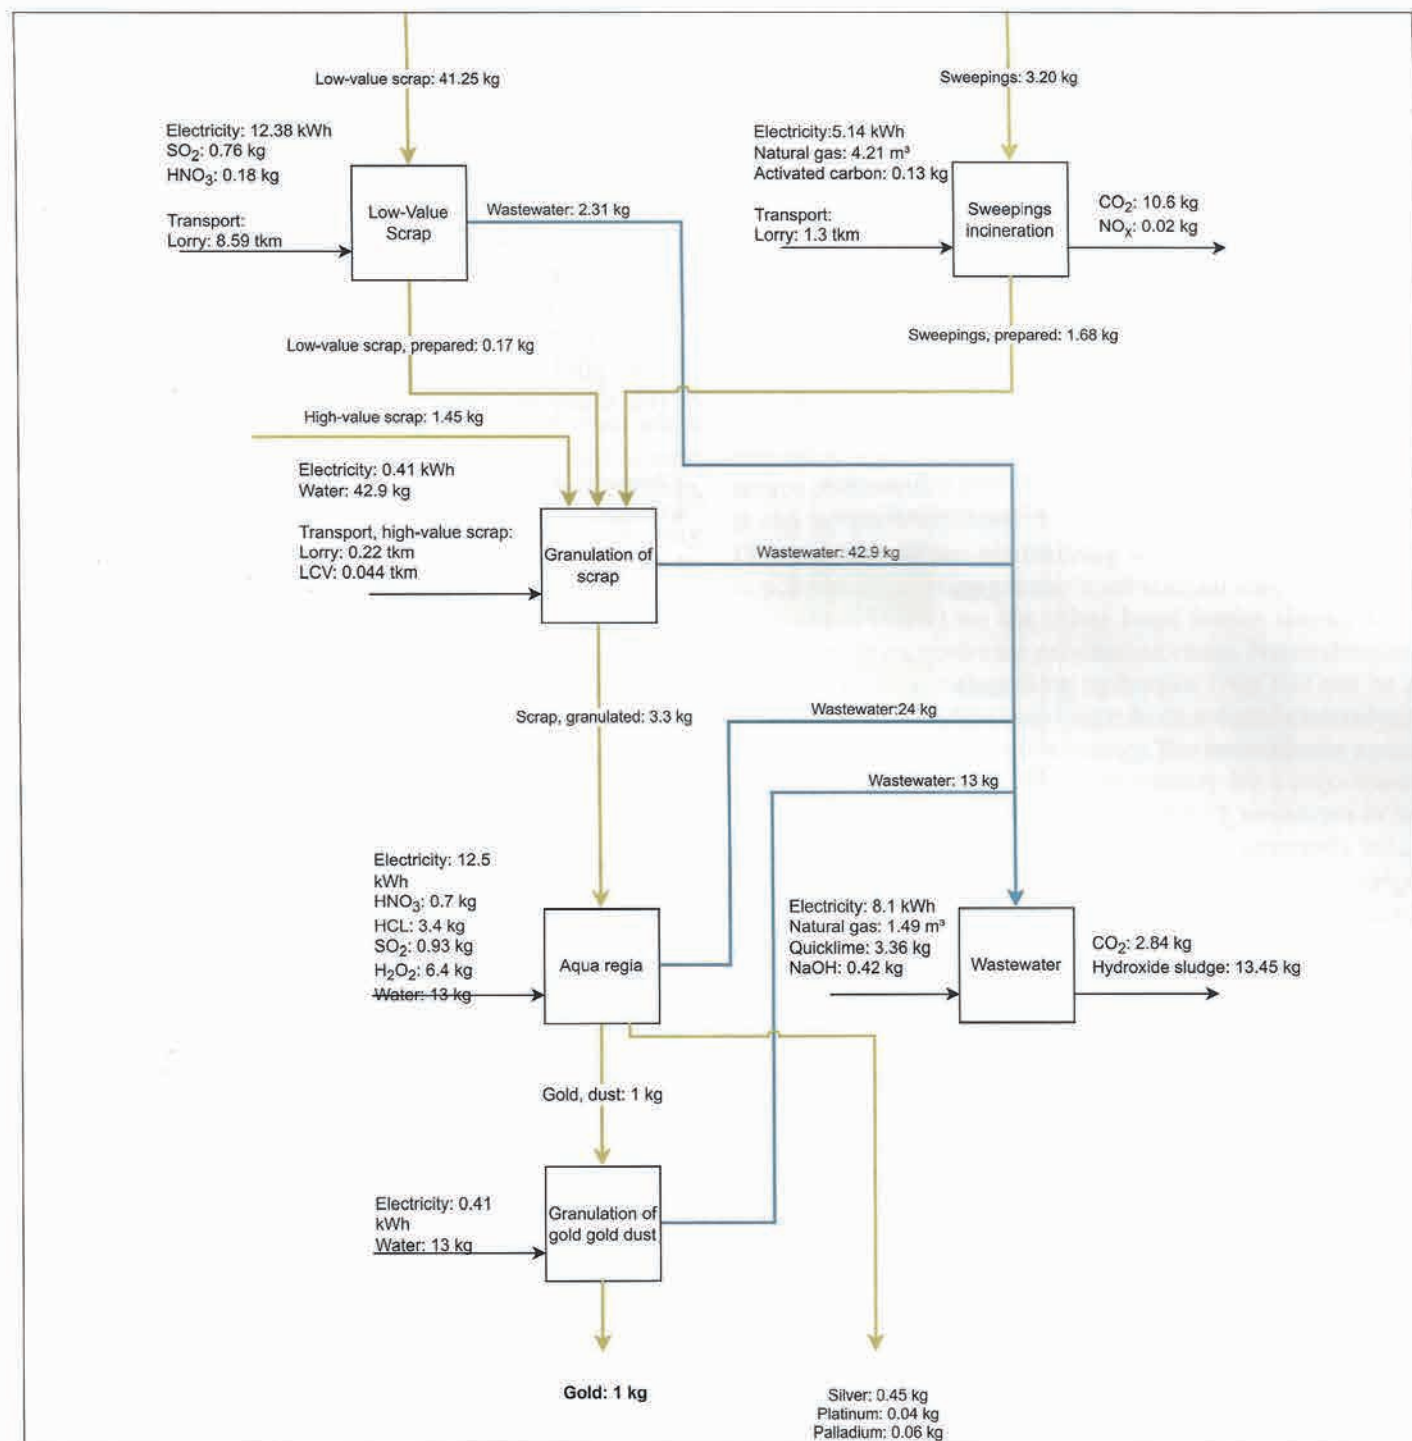 Low-value scrap: 41.25 kg
Sweepings: 3.20 kg
Electricity: 12.38 kWh
SO2: 0.76 kg
HNO3: 0.18 kg
Transport:
Lorry: 8.59 tkm
Low-Value
Scrap
Wastewater: 2.31 kg
Electricity:5.14 kWh
Natural gas: 4.21 m³
Activated carbon: 0.13 kg
Transport:
Lorry: 1.3 tkm
Sweepings
incineration
CO2: 10.6 kg
NOx: 0.02 kg
Low-value scrap, prepared: 0.17 kg
Sweepings, prepared: 1.68 kg
High-value scrap: 1.45 kg
Electricity: 0.41 kWh
Water: 42.9 kg
Transport, high-value scrap:
Lorry: 0.22 tkm
LCV: 0.044 tkm
Granulation of
scrap
Wastewater: 42.9 kg
Scrap, granulated: 3.3 kg
Wastewater:24 kg
Wastewater: 13 kg
Electricity: 12.5
kWh
HNO3: 0.7 kg
HCL: 3.4 kg
SO2: 0.93 kg
H2O2: 6.4 kg
Water: 13 kg
Aqua regia
Electricity: 8.1 kWh
Natural gas: 1.49 m³
Quicklime: 3.36 kg
NaOH: 0.42 kg
Wastewater
CO2: 2.84 kg
Hydroxide sludge: 13.45 kg
Gold, dust: 1 kg
Electricity: 0.41
kWh
Water: 13 kg
Granulation of
gold gold dust
Gold: 1 kg
Silver: 0.45 kg
Platinum: 0.04 kg
Palladium: 0.06 kg